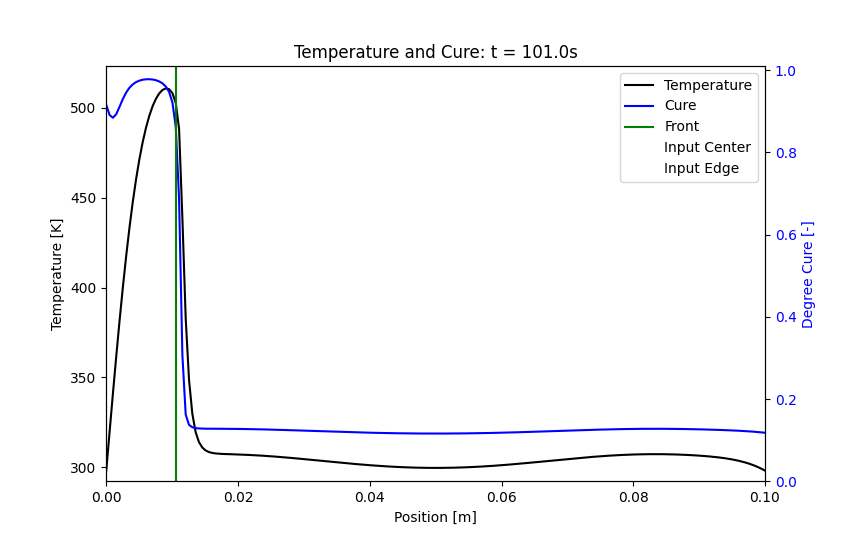 Temperature and Cure: t = 101.0s
Temperature [K]
500
450
400
350
300
Temperature
Cure
Front
Input Center
Input Edge
1.0
0.8
0.6
0.4
0.2
0.0
Degree Cure [-]
0.00 0.02 0.04 0.06 0.08 0.10
Position [m]